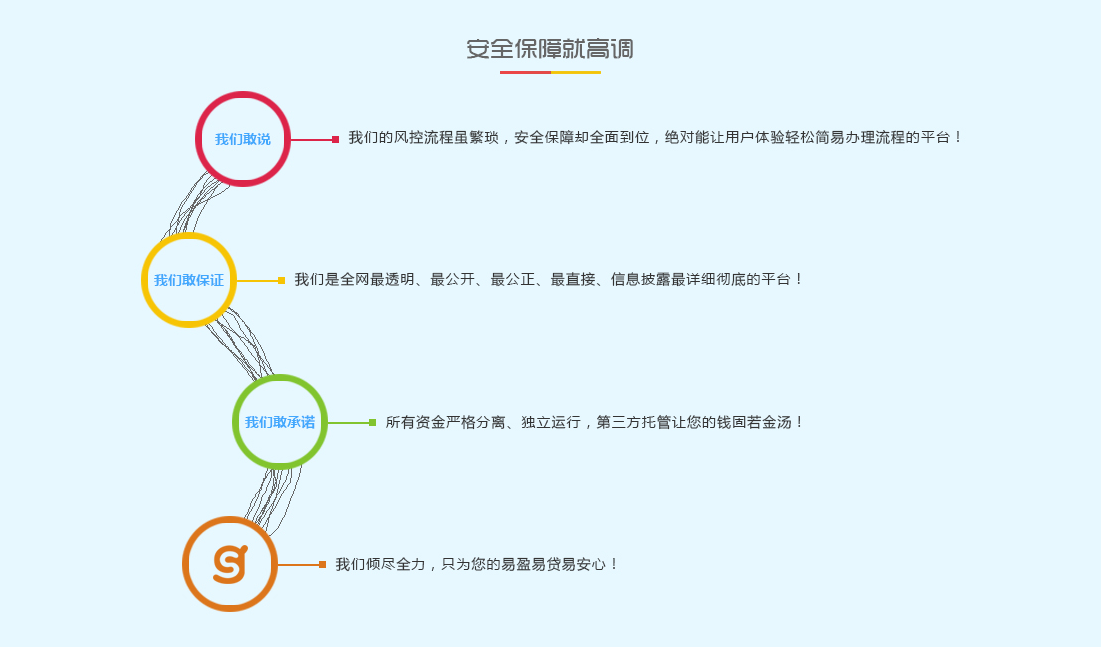 安全保障就高调
我们敢说
我们的风控流程虽繁琐，安全保障却全面到位，绝对能让用户体验轻松简易办理流程的平台！
我们敢保证
我们是全网最透明、最公开、最公正、最直接、信息披露最详细彻底的平台！
我们敢承诺
所有资金严格分离、独立运行，第三方托管让您的钱固若金汤！
我们倾尽全力，只为您的易盈易贷易安心！